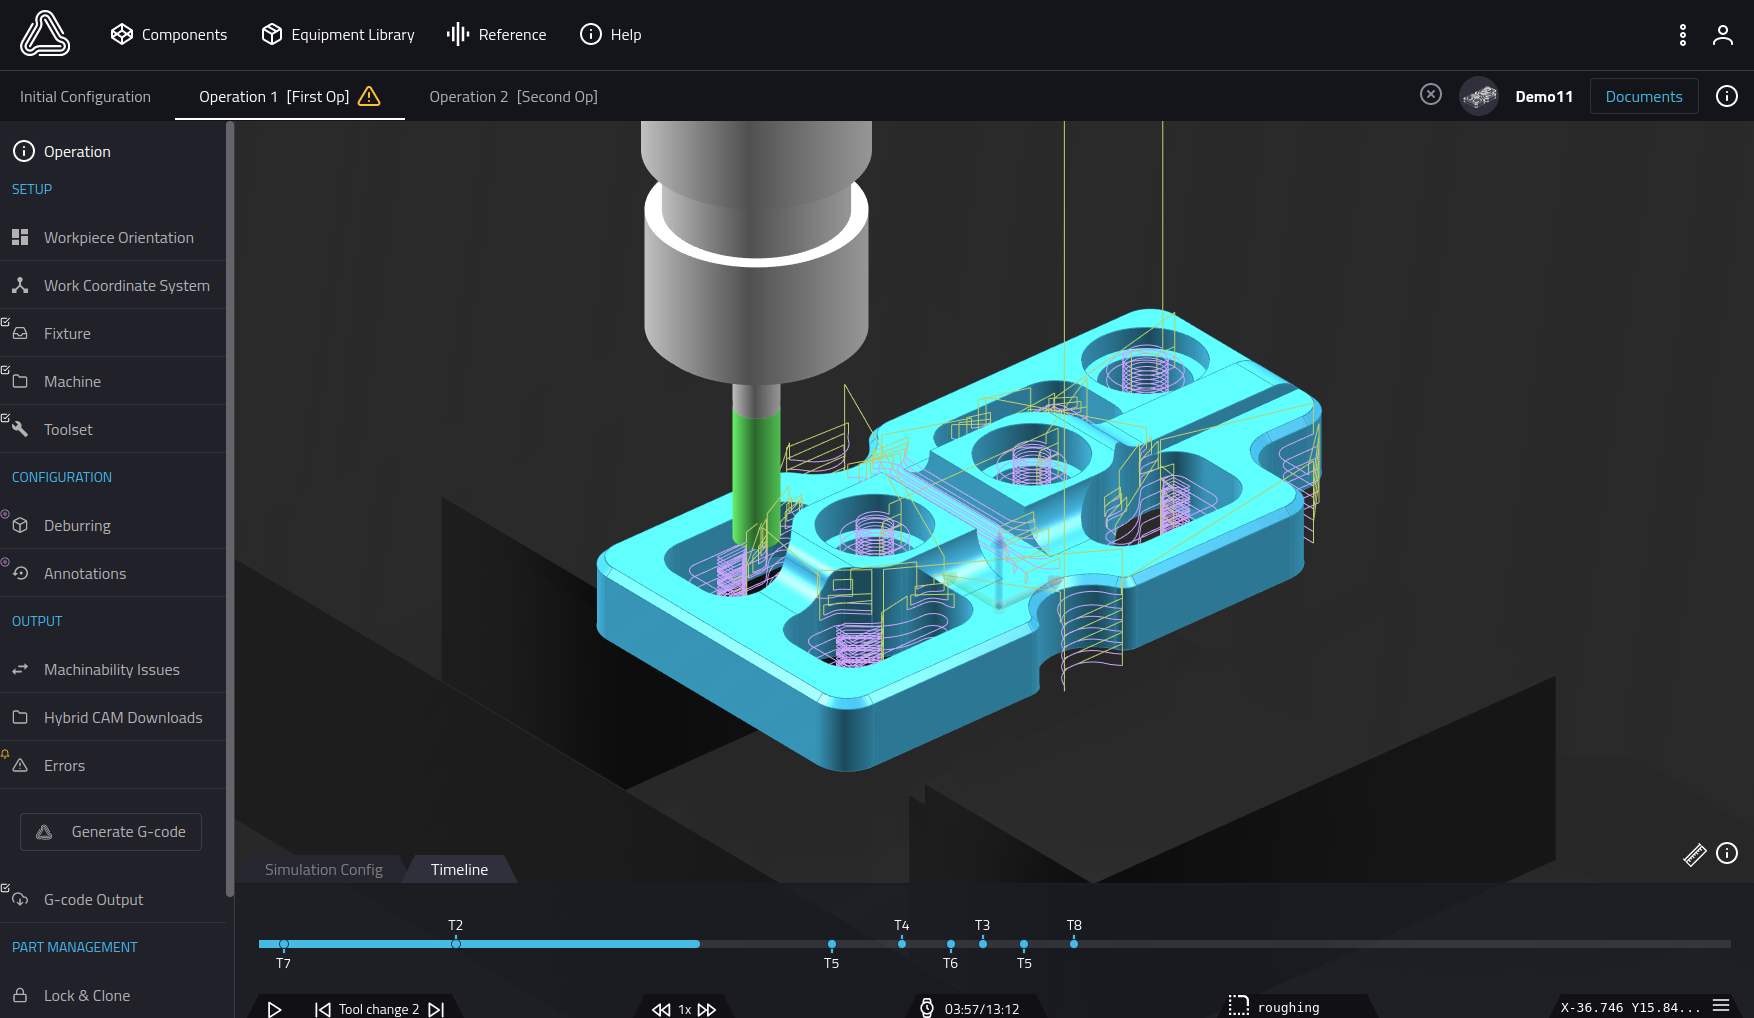 Components
Equipment Library
Reference
Help
Initial Configuration
Operation 1 [First Op]
Operation 2 [Second Op]
Demo11
Documents
Operation
SETUP
Workpiece Orientation
Work Coordinate System
Fixture
Machine
Toolset
CONFIGURATION
Deburring
Annotations
OUTPUT
Machinability Issues
Hybrid CAM Downloads
Errors
Generate G-code
G-code Output
PART MANAGEMENT
Lock & Clone
Simulation Config
Timeline
T2
T4
T3
T8
T7
T5
T6
T5
Tool change 2
1x
03:57/13:12
roughing
X-36.746 Y15.84...